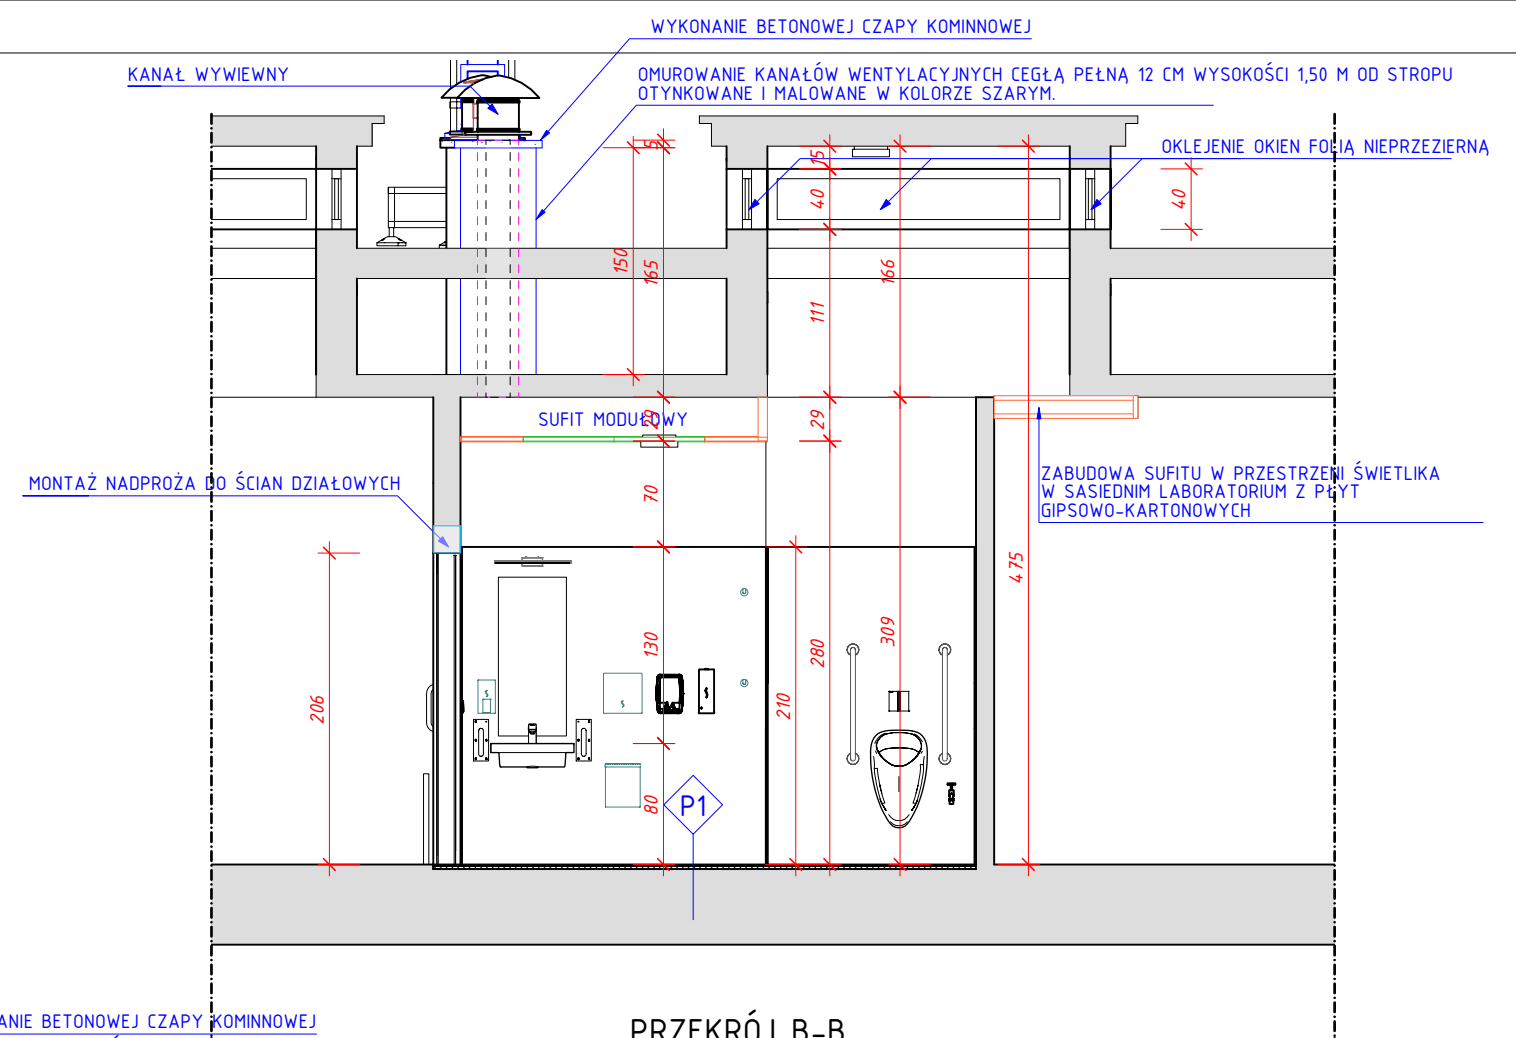 WYKONANIE BETONOWEJ CZAPY KOMINNOWEJ
KANAŁ WYWIEWNY
OMUROWANIE KANAŁÓW WENTYLACYJNYCH CEGŁĄ PEŁNĄ 12 CM WYSOKOŚCI 1,50 M OD STROPU
OTYNKOWANE I MALOWANE W KOLORZE SZARYM.
OKLEJENIE OKIEN FOLIĄ NIEPRZEZIERNĄ
5
15
40
40
150
165
166
111
SUFIT MODUŁOWY
29
29
MONTAŻ NADPROŻA DO ŚCIAN DZIAŁOWYCH
ZABUDOWA SUFITU W PRZESTRZENI ŚWIETLIKA
W SASIEDNIM LABORATORIUM Z PŁYT
GIPSOWO-KARTONOWYCH
70
475
130
280
309
206
210
80
P1
ANIE BETONOWEJ CZAPY KOMINNOWEJ
PRZEKRÓJ B-B